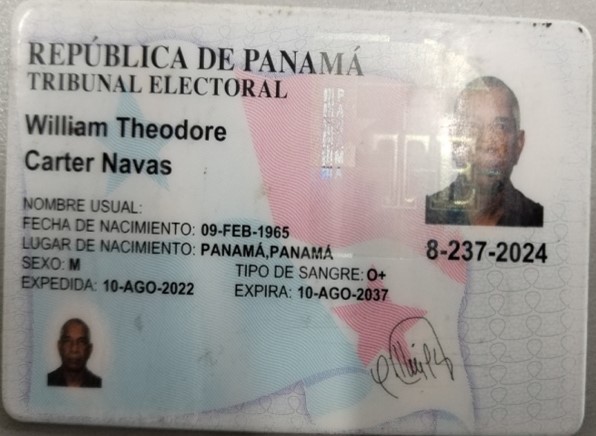 REPÚBLICA DE PANAMÁ
TRIBUNAL ELECTORAL
William Theodore
Carter Navas
NOMBRE USUAL:
FECHA DE NACIMIENTO: 09-FEB-1965
LUGAR DE NACIMIENTO: PANAMÁ,PANAMÁ
SEXO: M TIPO DE SANGRE: O+
EXPEDIDA: 10-AGO-2022 EXPIRA: 10-AGO-2037
8-237-2024
PANAMA
TE